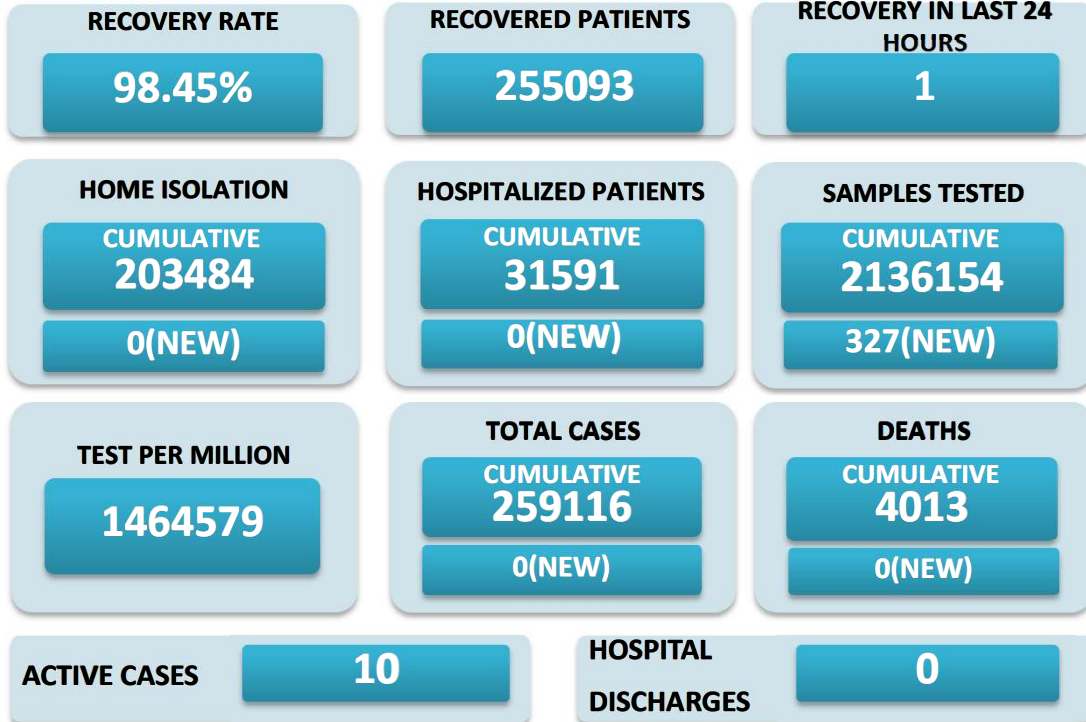 RECOVERY RATE
98.45%
RECOVERED PATIENTS
255093
RECOVERY IN LAST 24
HOURS
1
HOME ISOLATION
CUMULATIVE
203484
0(NEW)
HOSPITALIZED PATIENTS
CUMULATIVE
31591
0(NEW)
SAMPLES TESTED
CUMULATIVE
2136154
327(NEW)
TEST PER MILLION
1464579
TOTAL CASES
CUMULATIVE
259116
0(NEW)
DEATHS
CUMULATIVE
4013
0(NEW)
ACTIVE CASES
10
HOSPITAL
DISCHARGES
0